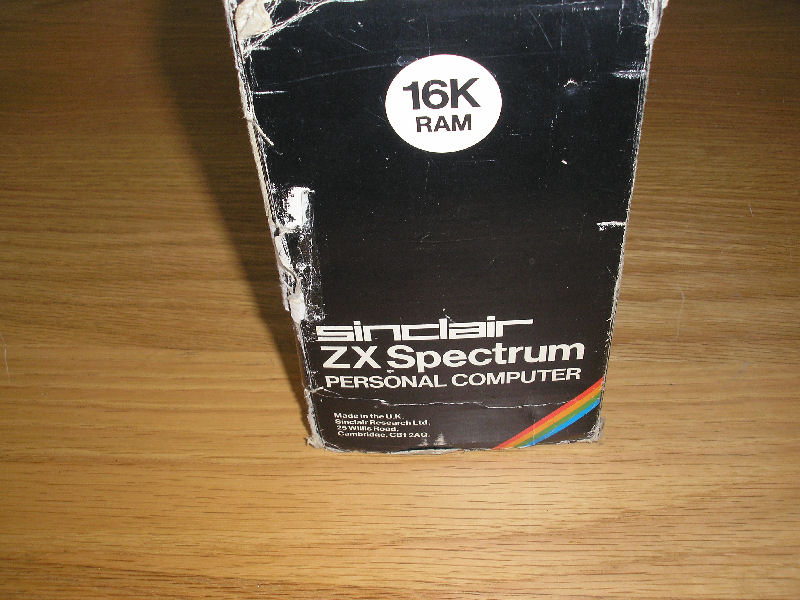 16K
RAM
sinclair
ZX Spectrum
PERSONAL COMPUTER
Made in the U.K.
Sinclair Research Ltd.
25 Willis Road,
Cambridge, CB1 2AQ.